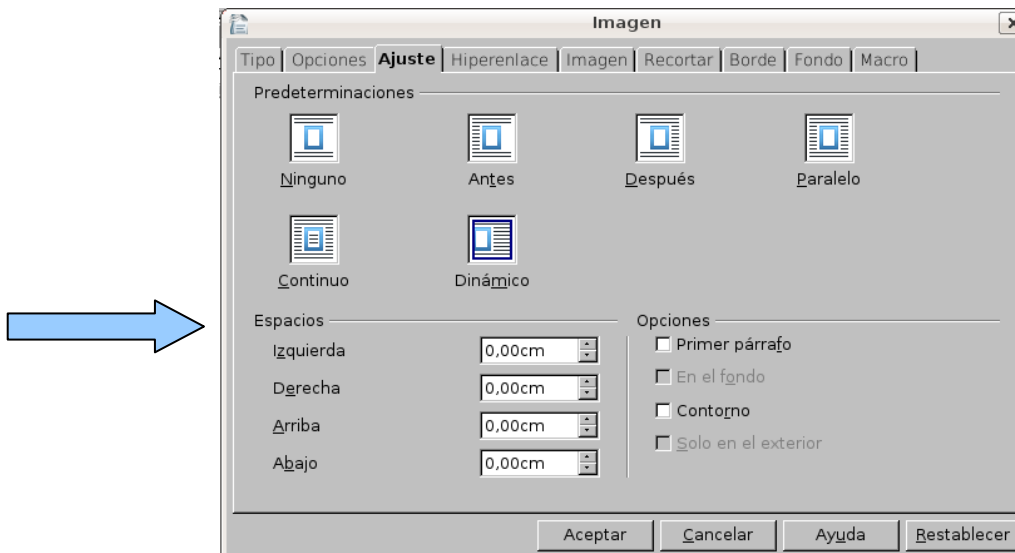 Imagen
Tipo Opciones Ajuste Hiperenlace Imagen Recortar Borde Fondo Macro
Predeterminaciones
Ninguno Antes Después Paralelo
Continuo Dinámico
Espacios Opciones
Izquierda 0,00cm Primer párrafo
Derecha 0,00cm En el fondo
Arriba 0,00cm Contorno
Abajo 0,00cm Solo en el exterior
Aceptar Cancelar Ayuda Restablecer